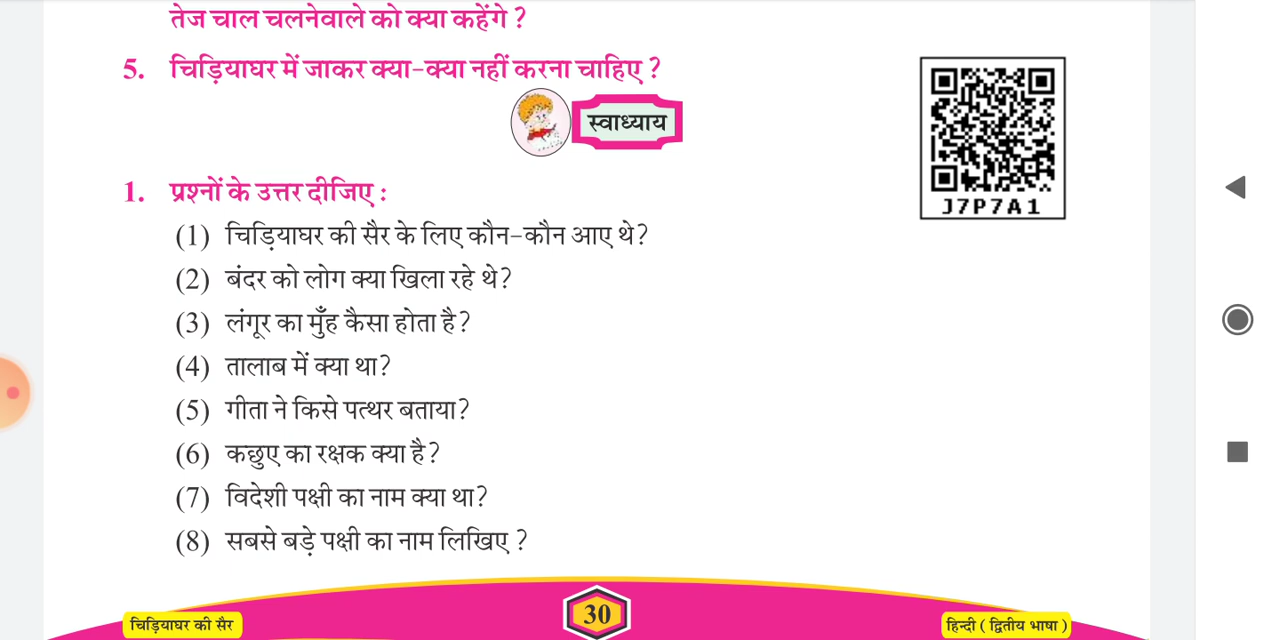 तेज चाल चलनेवाले को क्या कहेंगे ?
5. चिड़ियाघर में जाकर क्या-क्या नहीं करना चाहिए ?
स्वाध्याय
J7P7A1
1. प्रश्नों के उत्तर दीजिए :
(1) चिड़ियाघर की सैर के लिए कौन-कौन आए थे?
(2) बंदर को लोग क्या खिला रहे थे?
(3) लंगूर का मुँह कैसा होता है?
(4) तालाब में क्या था?
(5) गीता ने किसे पत्थर बताया?
(6) कछुए का रक्षक क्या है?
(7) विदेशी पक्षी का नाम क्या था?
(8) सबसे बड़े पक्षी का नाम लिखिए ?
चिड़ियाघर की सैर
30
हिन्दी ( द्वितीय भाषा )